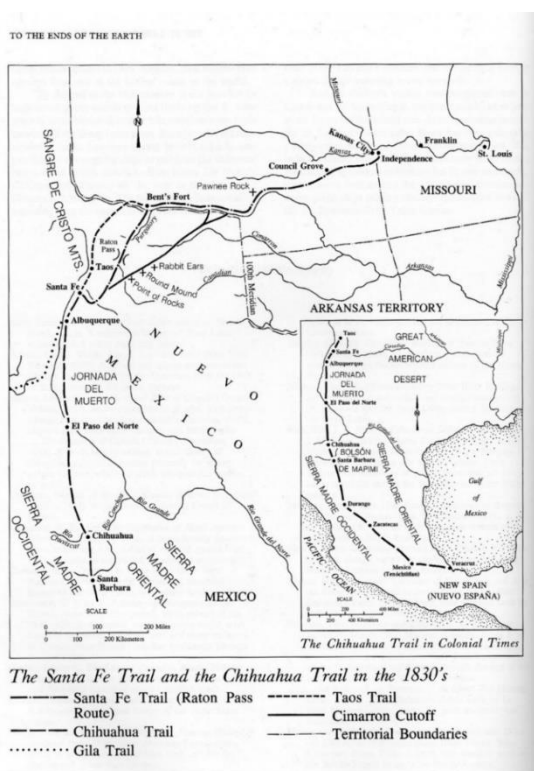 TO THE ENDS OF THE EARTH
N
Missouri
Kansas City
Kansas
Franklin
St. Louis
Independence
Council Grove
Pawnee Rock
MISSOURI
SANGRE DE CRISTO MTS.
Bent's Fort
Purgatory
Raton
Pass
Taos
Cimarron
Rabbit Ears
Round Mound
Point of Rocks
Canadian
100th Meridian
Arkansas
Mississippi
Santa Fe
ARKANSAS TERRITORY
Albuquerque
NUEVO
MEXICO
JORNADA
DEL
MUERTO
El Paso del Norte
SIERRA
MADRE
OCCIDENTAL
Rio Conchos
Rio Grande
Rio Grande del Norte
Chihuahua
SIERRA
MADRE
ORIENTAL
Santa
Barbara
MEXICO
SCALE
0 100 200 Miles
0 100 200 Kilometers
Taos
Santa Fe
Albuquerque
GREAT
AMERICAN
DESERT
JORNADA
DEL
MUERTO
N
El Paso del Norte
Chihuahua
BOLSÓN
Santa Barbara
DE MAPIMI
SIERRA MADRE OCCIDENTAL
SIERRA MADRE ORIENTAL
Durango
Zacatecas
Gulf
of
Mexico
PACIFIC OCEAN
Mexico
(Tenochtitlan)
Veracruz
NEW SPAIN
(NUEVO ESPAÑA)
SCALE
The Chihuahua Trail in Colonial Times
The Santa Fe Trail and the Chihuahua Trail in the 1830's
Santa Fe Trail (Raton Pass
Route)
Chihuahua Trail
Gila Trail
Taos Trail
Cimarron Cutoff
Territorial Boundaries